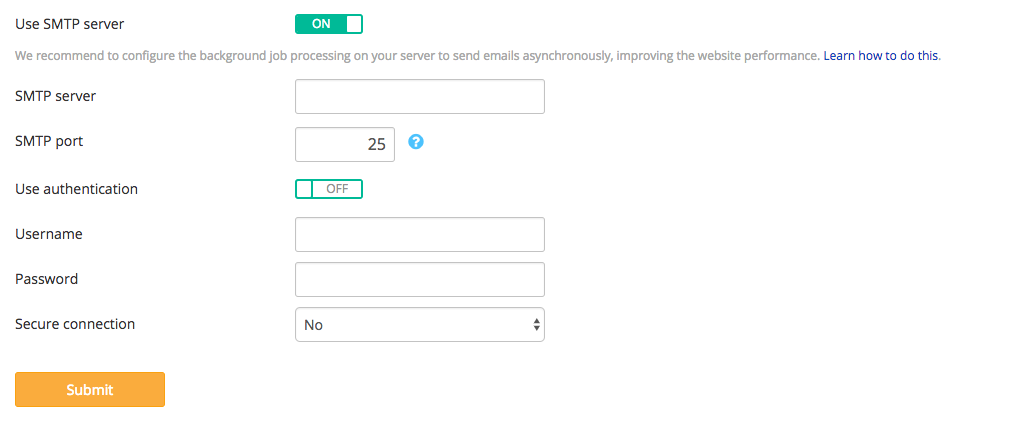 Use SMTP server ON
We recommend to configure the background job processing on your server to send emails asynchronously, improving the website performance. Learn how to do this.
SMTP server
SMTP port 25 ?
Use authentication OFF
Username
Password
Secure connection No
Submit